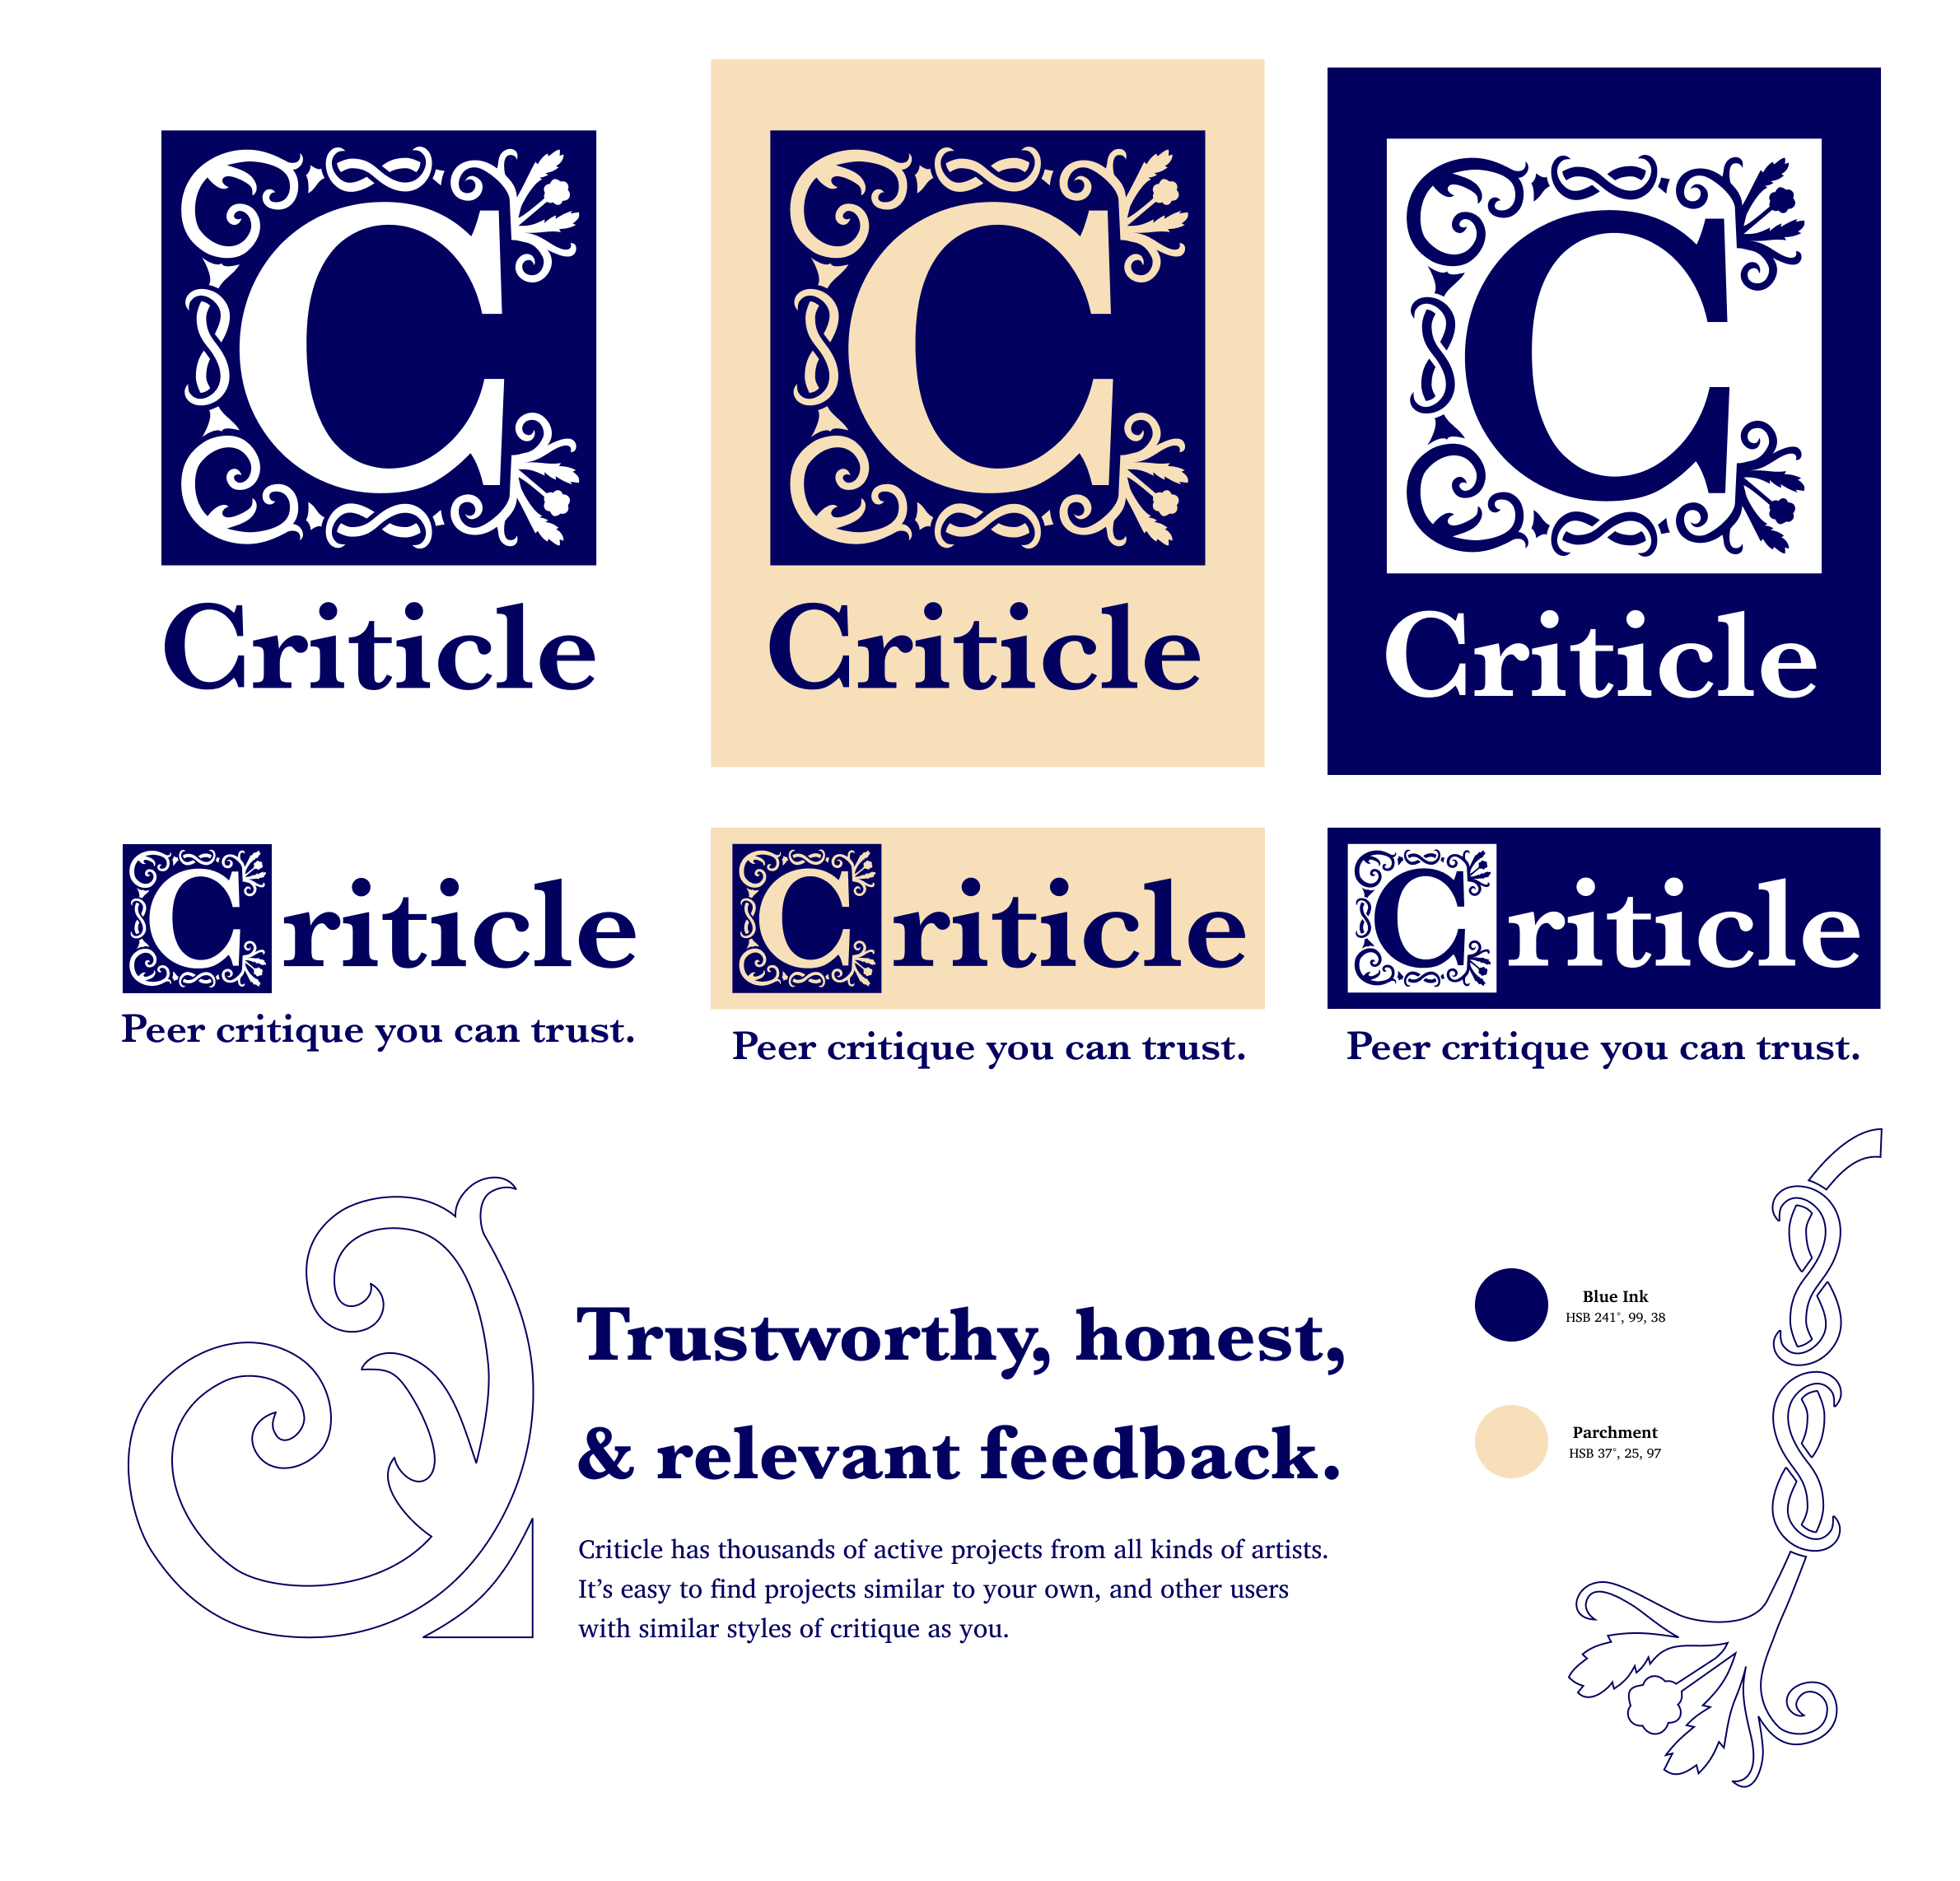 C
C
C
Criticle
Criticle
Criticle
Criticle
Criticle
Criticle
Peer critique you can trust.
Peer critique you can trust.
Peer critique you can trust.
Trustworthy, honest,
& relevant feedback.
Criticle has thousands of active projects from all kinds of artists.
It’s easy to find projects similar to your own, and other users
with similar styles of critique as you.
Blue Ink
HSB 241°, 99, 38
Parchment
HSB 37°, 25, 97